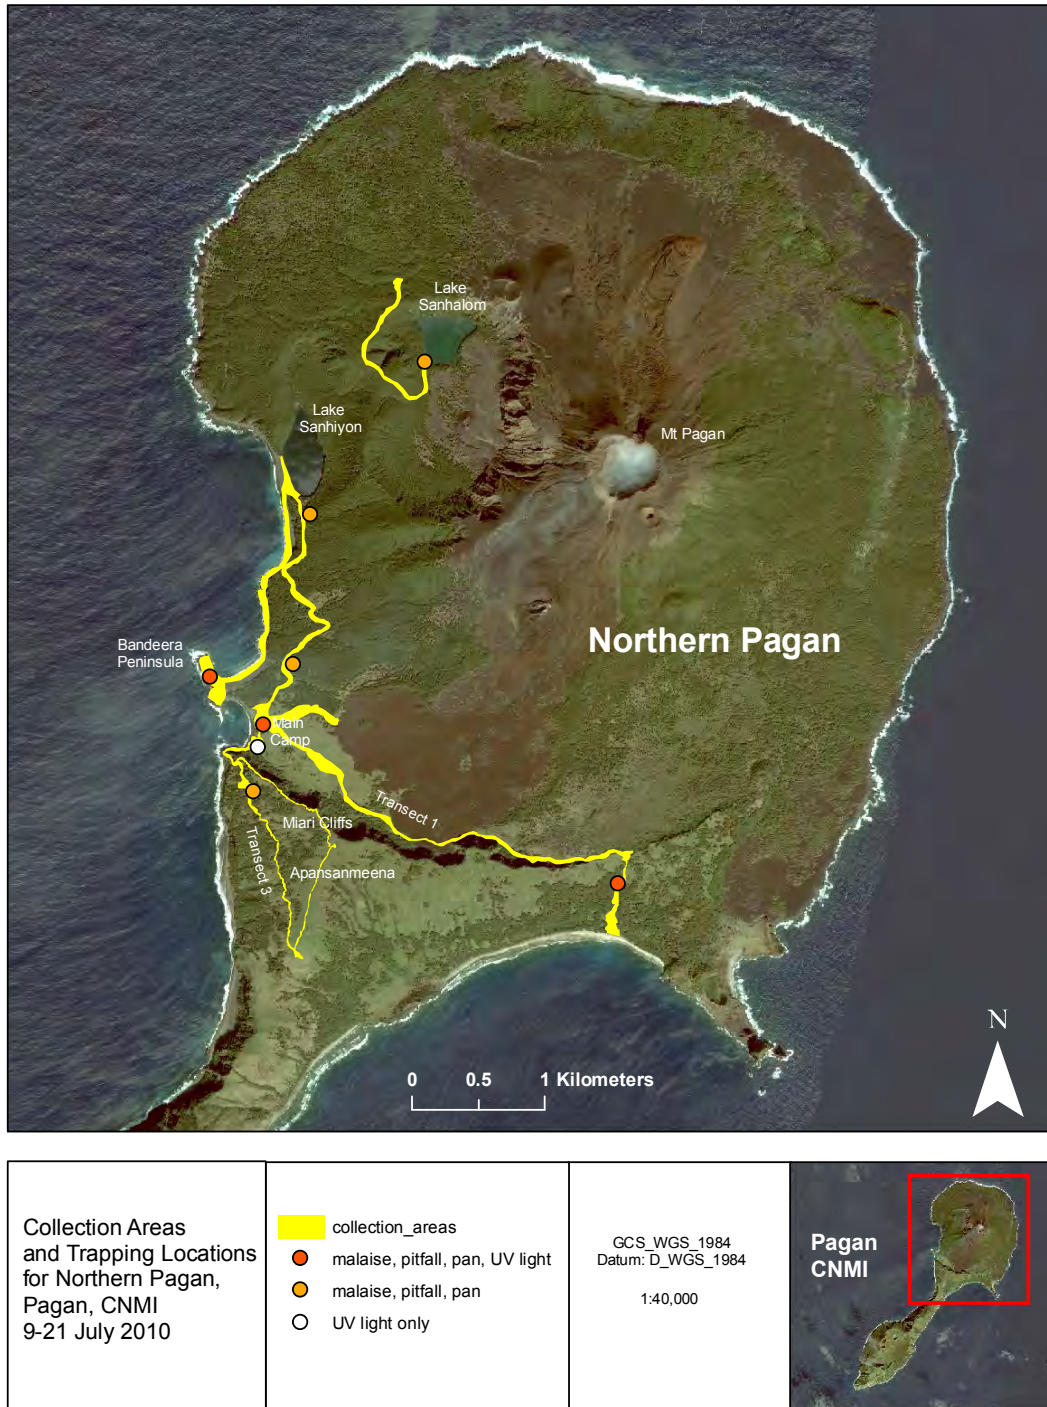 Lake
Sanhalom
Lake
Sanhiyon
Mt Pagan
Northern Pagan
Bandeera
Peninsula
Main
Camp
Transect 1
Miari Cliffs
Transect 3
Apansanmeena
N
0 0.5 1 Kilometers
Collection Areas
and Trapping Locations
for Northern Pagan,
Pagan, CNMI
9-21 July 2010
collection_areas
malaise, pitfall, pan, UV light
malaise, pitfall, pan
UV light only
GCS_WGS_1984
Datum: D_WGS_1984
1:40,000
Pagan
CNMI